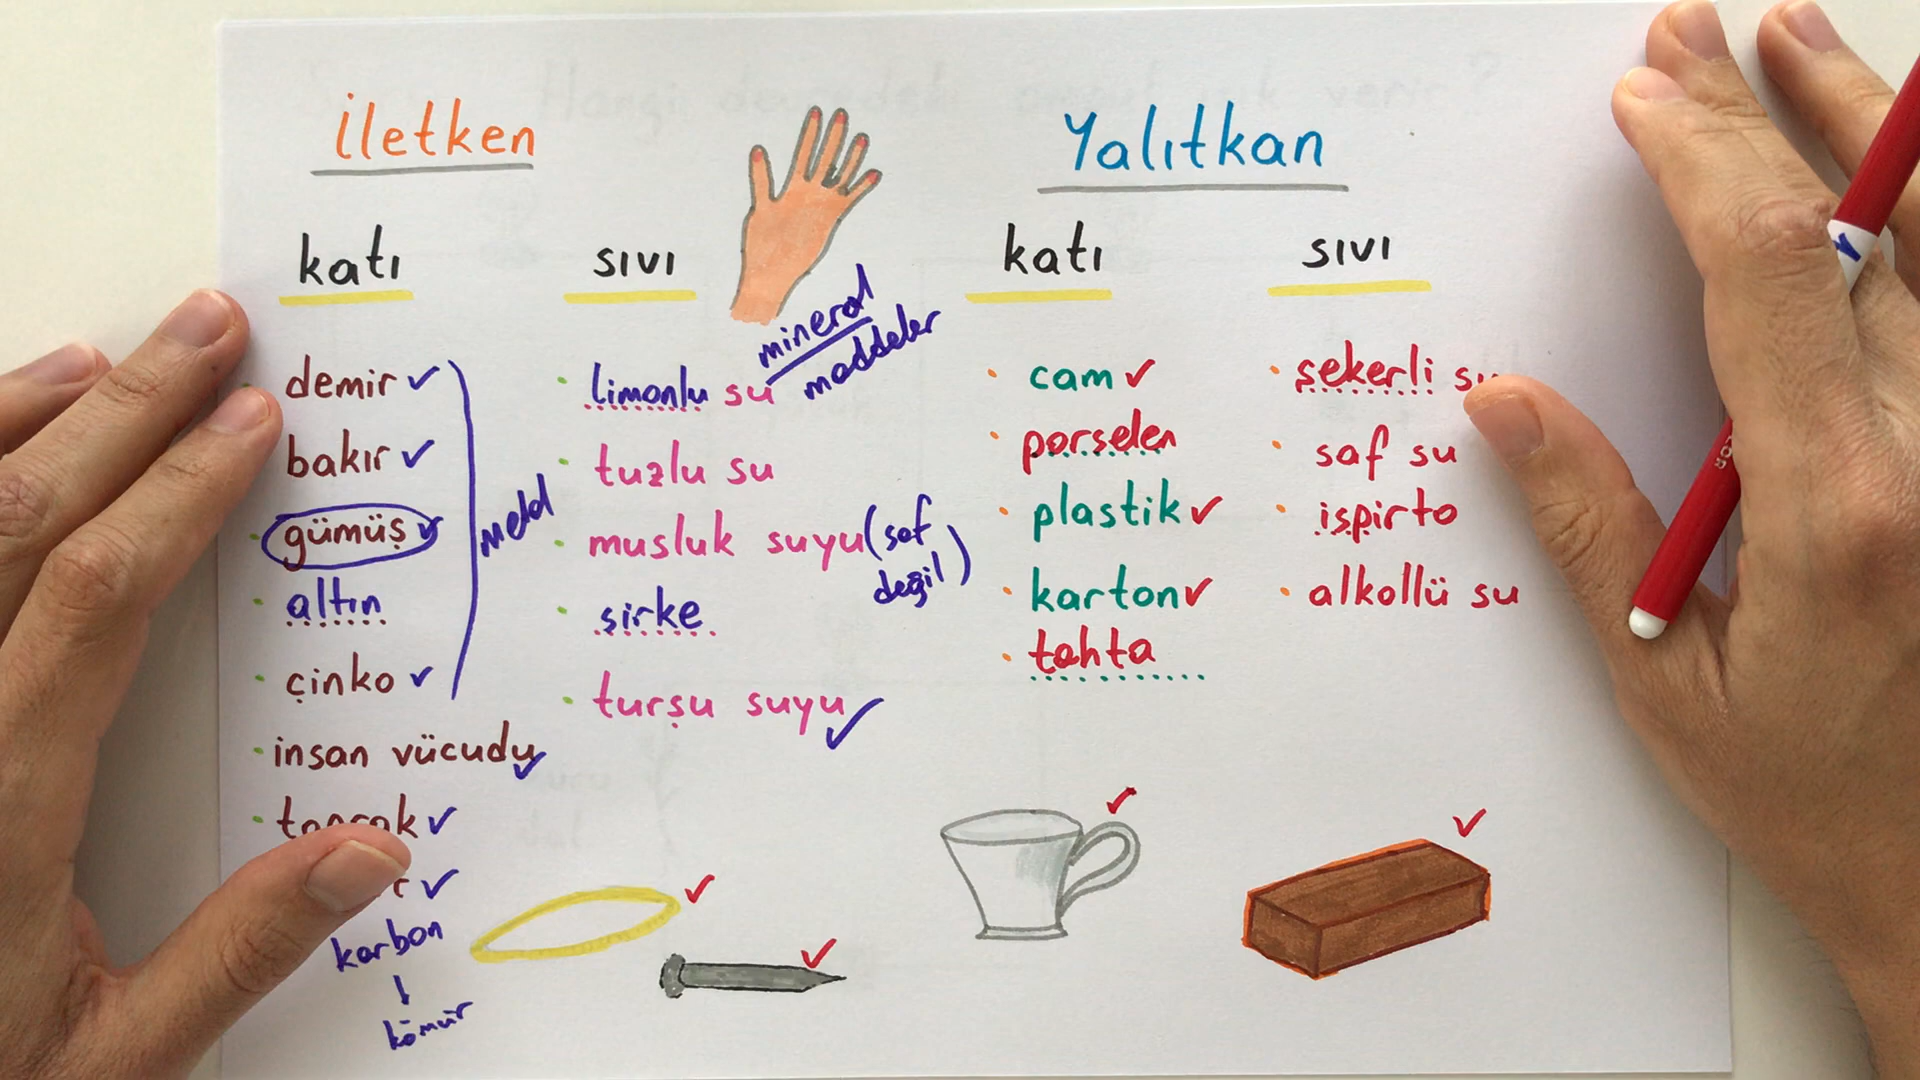 İletken
katı
demir
bakır
gümüş
altın
çinko
metal
insan vücudu
toprak
karbon
kömür
sıvı
limonlu su
mineral
maddeler
tuzlu su
musluk suyu (saf
değil)
sirke
turşu suyu
Yalıtkan
katı
cam
porselen
plastik
karton
tahta
sıvı
şekerli su
saf su
ispirto
alkollü su